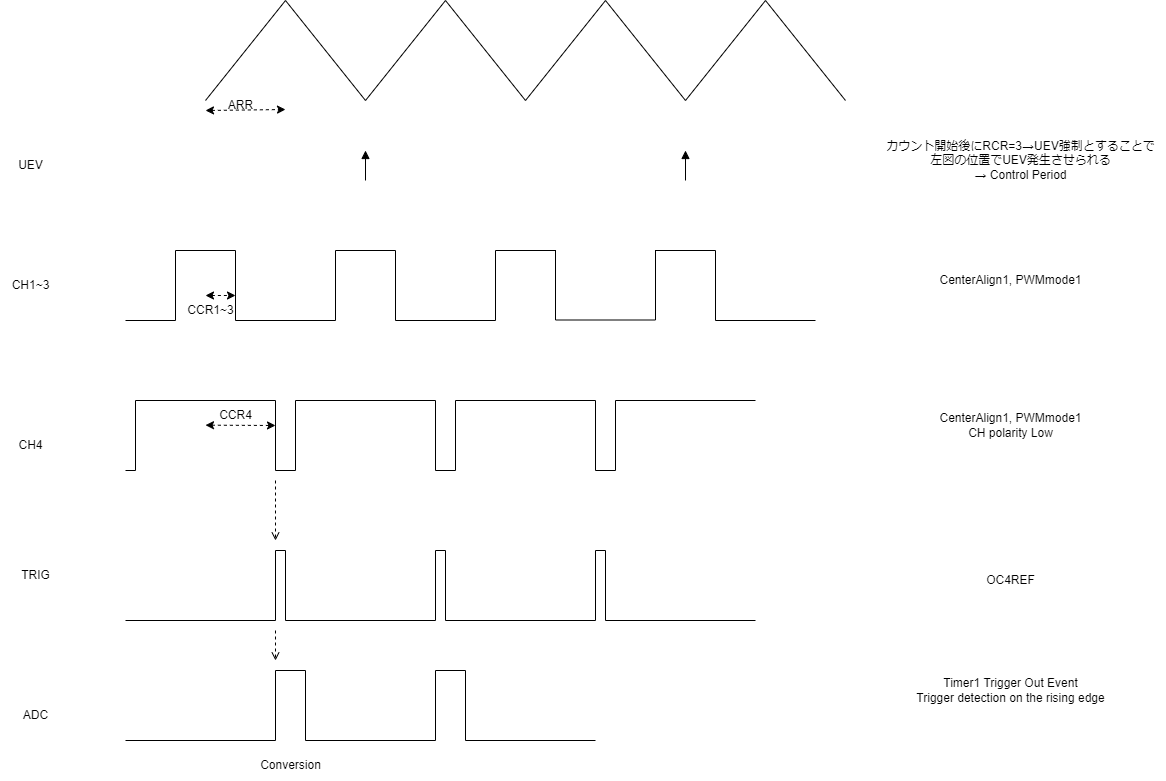 ARR
UEV
カウント開始後にRCR=3→UEV強制とすることで
左図の位置でUEV発生させられる
→ Control Period
CH1~3
CCR1~3
CenterAlign1, PWMmode1
CH4
CCR4
CenterAlign1, PWMmode1
CH polarity Low
TRIG
OC4REF
ADC
Timer1 Trigger Out Event
Trigger detection on the rising edge
Conversion